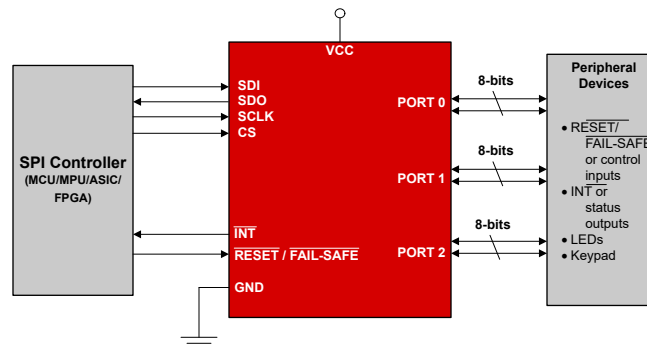 VCC
SDI
SDO
SCLK
CS
INT
RESET / FAIL-SAFE
GND
PORT 0
PORT 1
PORT 2
SPI Controller
(MCU/MPU/ASIC/
FPGA)
8-bits
8-bits
8-bits
Peripheral
Devices
• RESET/
FAIL-SAFE
or control
inputs
• INT or
status
outputs
• LEDs
• Keypad